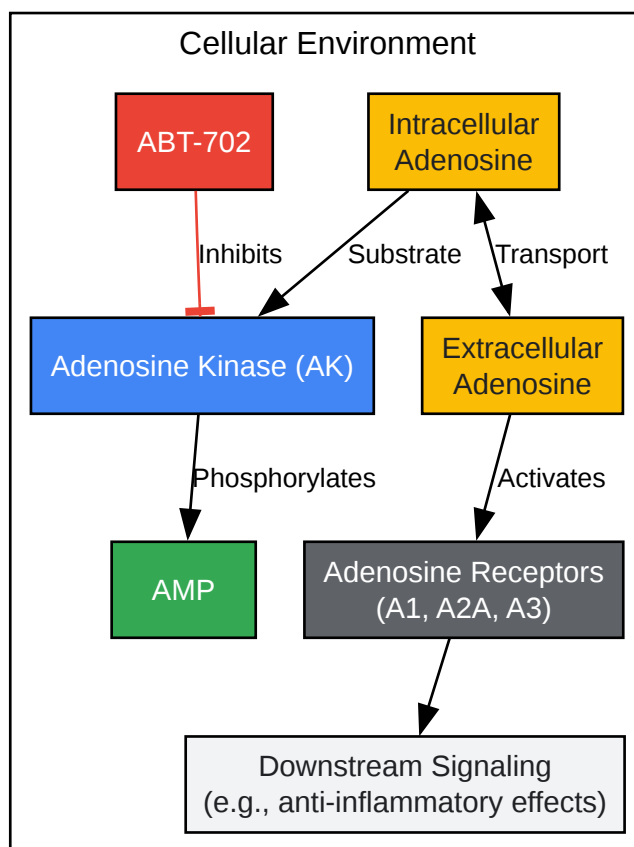 Cellular Environment
ABT-702
Intracellular
Adenosine
Inhibits
Substrate
Transport
Adenosine Kinase (AK)
Extracellular
Adenosine
Phosphorylates
Activates
AMP
Adenosine Receptors
(A1, A2A, A3)
Downstream Signaling
(e.g., anti-inflammatory effects)